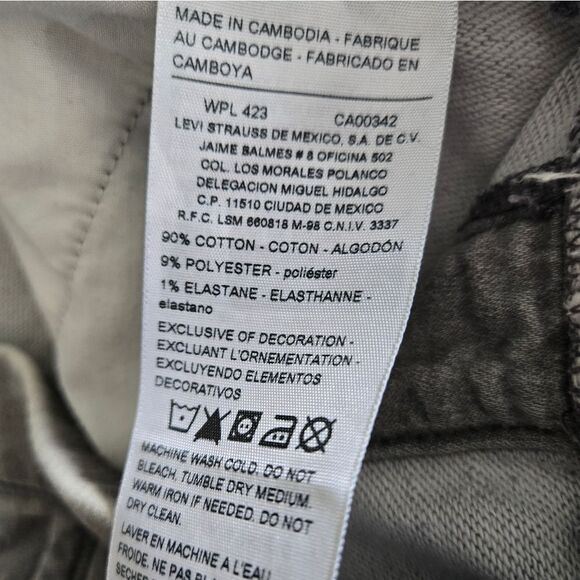 MADE IN CAMBODIA - FABRIQUE
AU CAMBODGE - FABRICADO EN
CAMBOYA
WPL 423 CA00342
LEVI STRAUSS DE MEXICO, S.A. DE C.V.
JAIME BALMES # 8 OFICINA 502
COL. LOS MORALES POLANCO
DELEGACION MIGUEL HIDALGO
C.P. 11510 CIUDAD DE MEXICO
R.F.C. LSM 660818 M-98 C.N.I.V. 3337
90% COTTON - COTON - ALGODÓN
9% POLYESTER - poliéster
1% ELASTANE - ELASTHANNE -
elastano
EXCLUSIVE OF DECORATION -
EXCLUANT L'ORNEMENTATION -
EXCLUYENDO ELEMENTOS
DECORATIVOS
MACHINE WASH COLD. DO NOT
BLEACH. TUMBLE DRY MEDIUM.
WARM IRON IF NEEDED. DO NOT
DRY CLEAN.
LAVER EN MACHINE A L'EAU
FROIDE. NE PAS